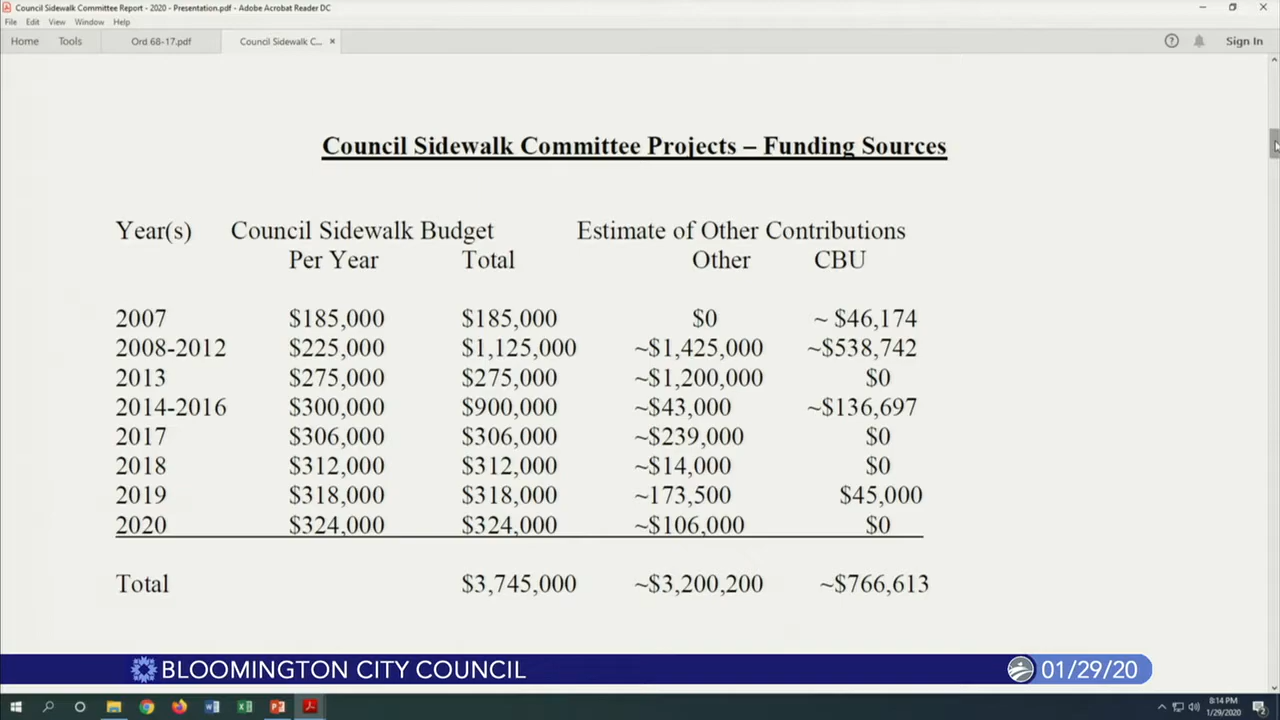 Council Sidewalk Committee Report - 2020 - Presentation.pdf - Adobe Acrobat Reader DC
File Edit View Window Help
Home Tools Ord 68-17.pdf Council Sidewalk C... × Sign In
Council Sidewalk Committee Projects – Funding Sources
Year(s) Council Sidewalk Budget Estimate of Other Contributions
Per Year Total Other CBU
2007 $185,000 $185,000 $0 ~ $46,174
2008-2012 $225,000 $1,125,000 ~$1,425,000 ~$538,742
2013 $275,000 $275,000 ~$1,200,000 $0
2014-2016 $300,000 $900,000 ~$43,000 ~$136,697
2017 $306,000 $306,000 ~$239,000 $0
2018 $312,000 $312,000 ~$14,000 $0
2019 $318,000 $318,000 ~173,500 $45,000
2020 $324,000 $324,000 ~$106,000 $0
Total $3,745,000 ~$3,200,200 ~$766,613
BLOOMINGTON CITY COUNCIL 01/29/20
8:14 PM
1/29/2020